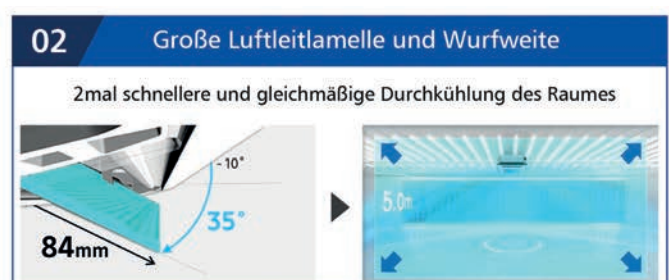 02
Große Luftleitlamelle und Wurfweite
2mal schnellere und gleichmäßige Durchkühlung des Raumes
- 10°
35°
84mm
5.0m